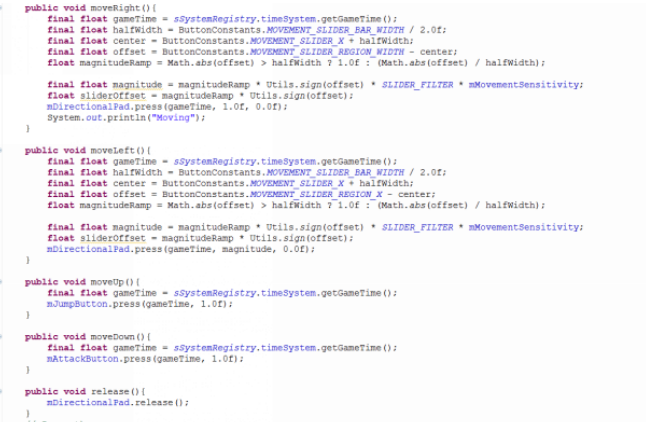 public void moveRight(){
final float gameTime = sSystemRegistry.timeSystem.getGameTime();
final float halfWidth = ButtonConstants.MOVEMENT_SLIDER_BAR_WIDTH / 2.0f;
final float center = ButtonConstants.MOVEMENT_SLIDER_X + halfWidth;
final float offset = ButtonConstants.MOVEMENT_SLIDER_REGION_WIDTH - center;
float magnitudeRamp = Math.abs(offset) > halfWidth ? 1.0f : (Math.abs(offset) / halfWidth);
final float magnitude = magnitudeRamp * Utils.sign(offset) * SLIDER_FILTER * mMovementSensitivity;
float sliderOffset = magnitudeRamp * Utils.sign(offset);
mDirectionalPad.press(gameTime, 1.0f, 0.0f);
System.out.println("Moving");
}
public void moveLeft(){
final float gameTime = sSystemRegistry.timeSystem.getGameTime();
final float halfWidth = ButtonConstants.MOVEMENT_SLIDER_BAR_WIDTH / 2.0f;
final float center = ButtonConstants.MOVEMENT_SLIDER_X + halfWidth;
final float offset = ButtonConstants.MOVEMENT_SLIDER_REGION_X - center;
float magnitudeRamp = Math.abs(offset) > halfWidth ? 1.0f : (Math.abs(offset) / halfWidth);
final float magnitude = magnitudeRamp * Utils.sign(offset) * SLIDER_FILTER * mMovementSensitivity;
float sliderOffset = magnitudeRamp * Utils.sign(offset);
mDirectionalPad.press(gameTime, magnitude, 0.0f);
}
public void moveUp(){
final float gameTime = sSystemRegistry.timeSystem.getGameTime();
mJumpButton.press(gameTime, 1.0f);
}
public void moveDown(){
final float gameTime = sSystemRegistry.timeSystem.getGameTime();
mAttackButton.press(gameTime, 1.0f);
}
public void release(){
mDirectionalPad.release();
}